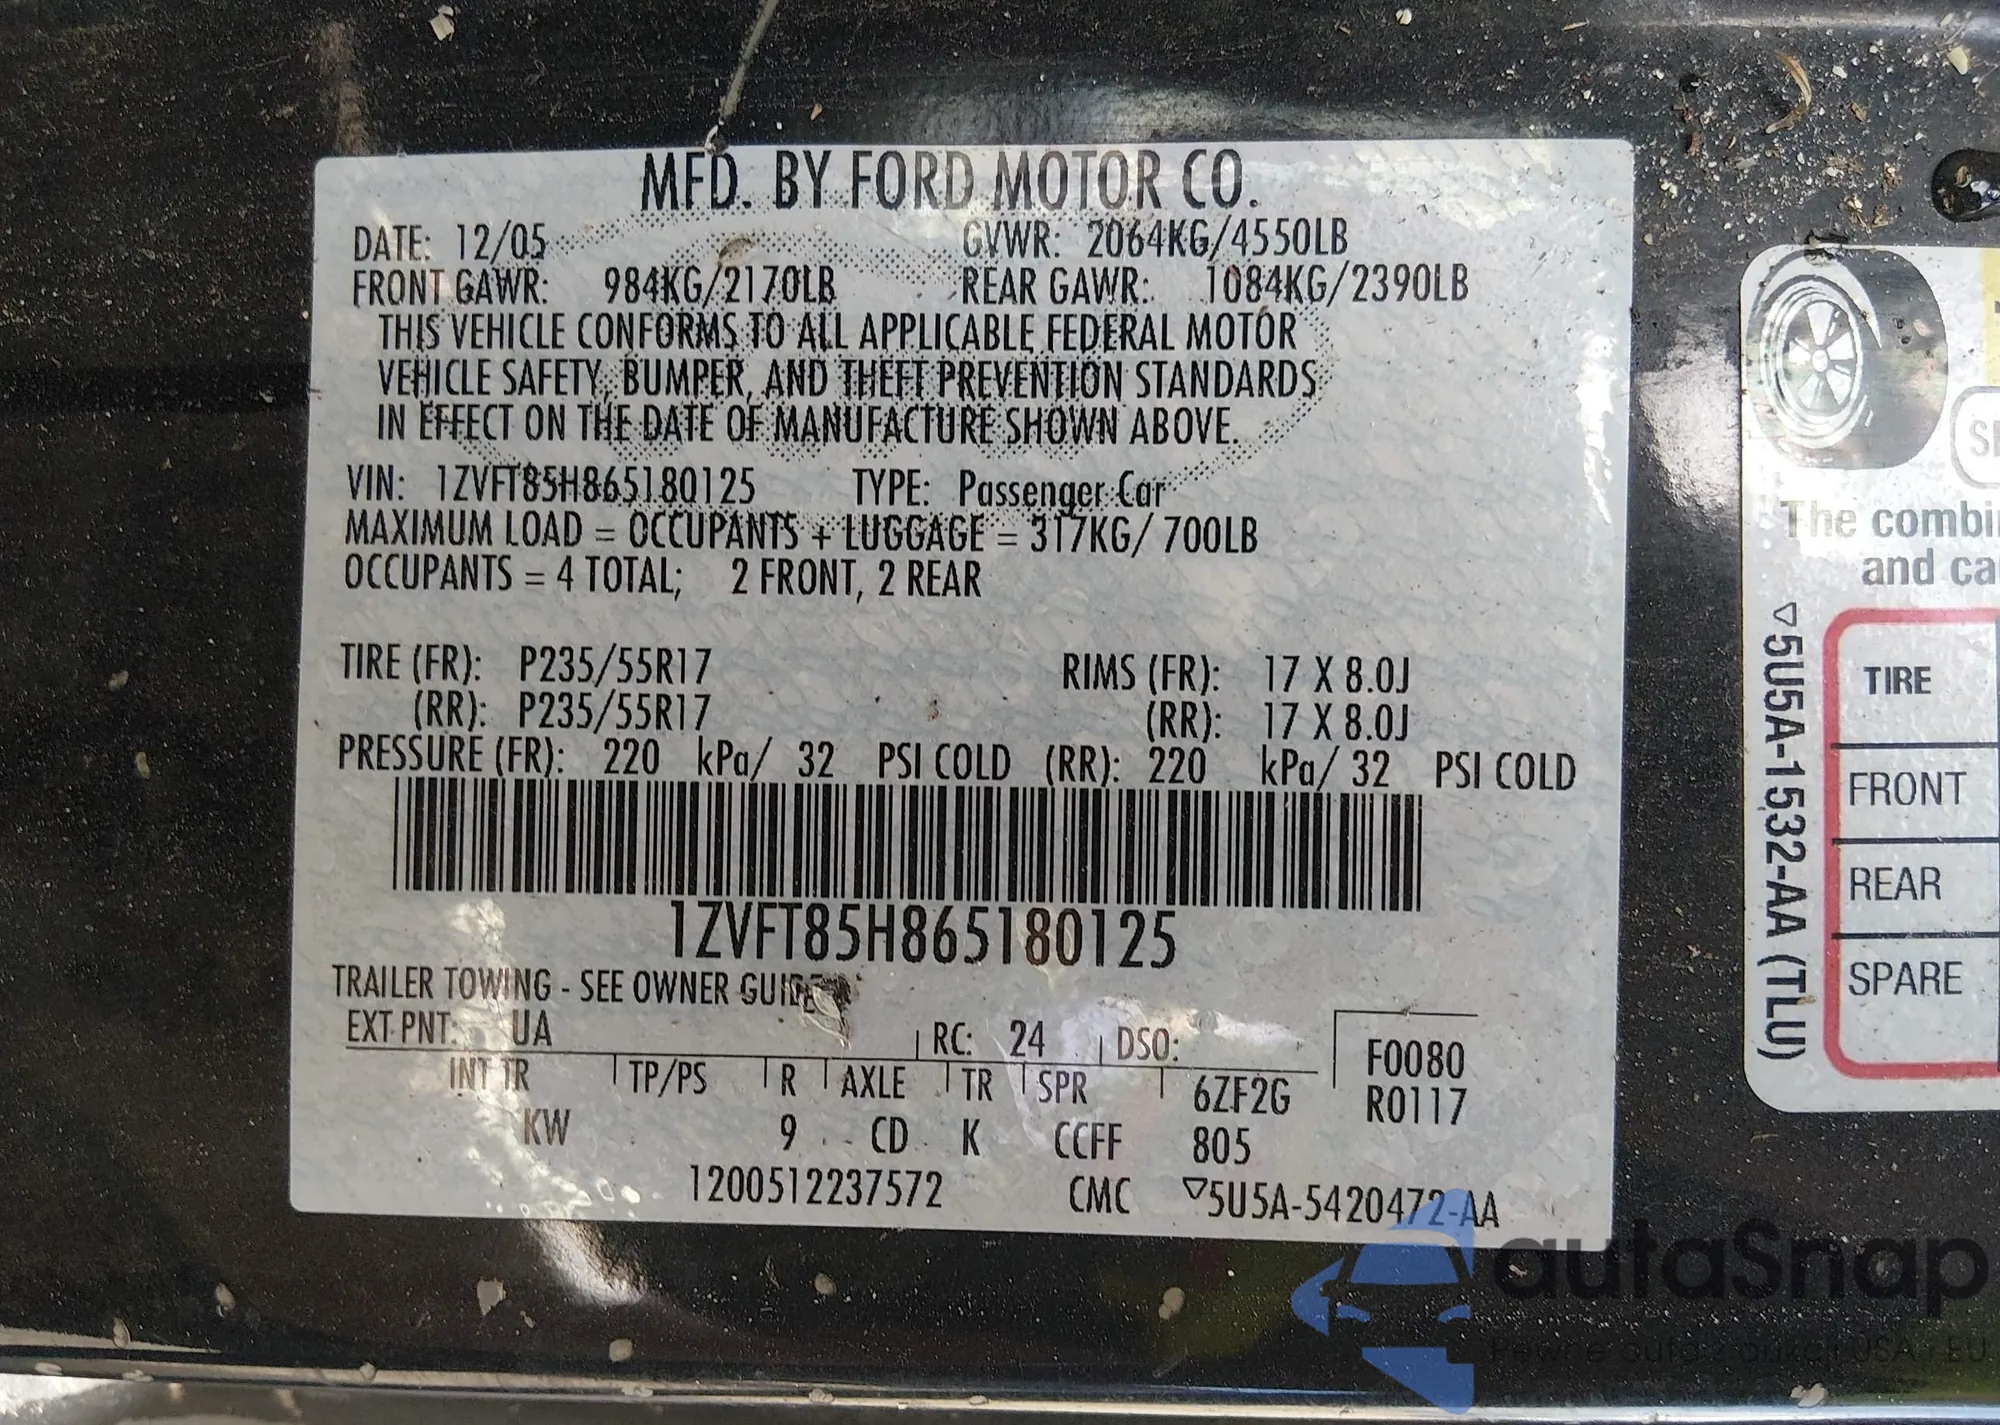 MFD. BY FORD MOTOR CO.
DATE: 12/05 GVWR: 2064KG/4550LB
FRONT GAWR: 984KG/2170LB REAR GAWR: 1084KG/2390LB
THIS VEHICLE CONFORMS TO ALL APPLICABLE FEDERAL MOTOR
VEHICLE SAFETY, BUMPER, AND THEFT PREVENTION STANDARDS
IN EFFECT ON THE DATE OF MANUFACTURE SHOWN ABOVE.
VIN: 1ZVFT85H865180125 TYPE: Passenger Car
MAXIMUM LOAD = OCCUPANTS + LUGGAGE = 317KG/ 700LB
OCCUPANTS = 4 TOTAL; 2 FRONT, 2 REAR
TIRE (FR): P235/55R17 RIMS (FR): 17 X 8.0J
(RR): P235/55R17 (RR): 17 X 8.0J
PRESSURE (FR): 220 kPa/ 32 PSI COLD (RR): 220 kPa/ 32 PSI COLD
1ZVFT85H865180125
TRAILER TOWING - SEE OWNER GUIDE
EXT PNT: UA RC: 24 DSO:
INT TR TP/PS R AXLE TR SPR 6ZF2G
KW 9 CD K CCFF 805
F0080
R0117
1200512237572 CMC ▽5U5A-5420472-AA
The combi
and ca
▽5U5A-1532-AA (TLU)
TIRE
FRONT
REAR
SPARE
autaSnap
Pewne auta z aukcji USA i EU